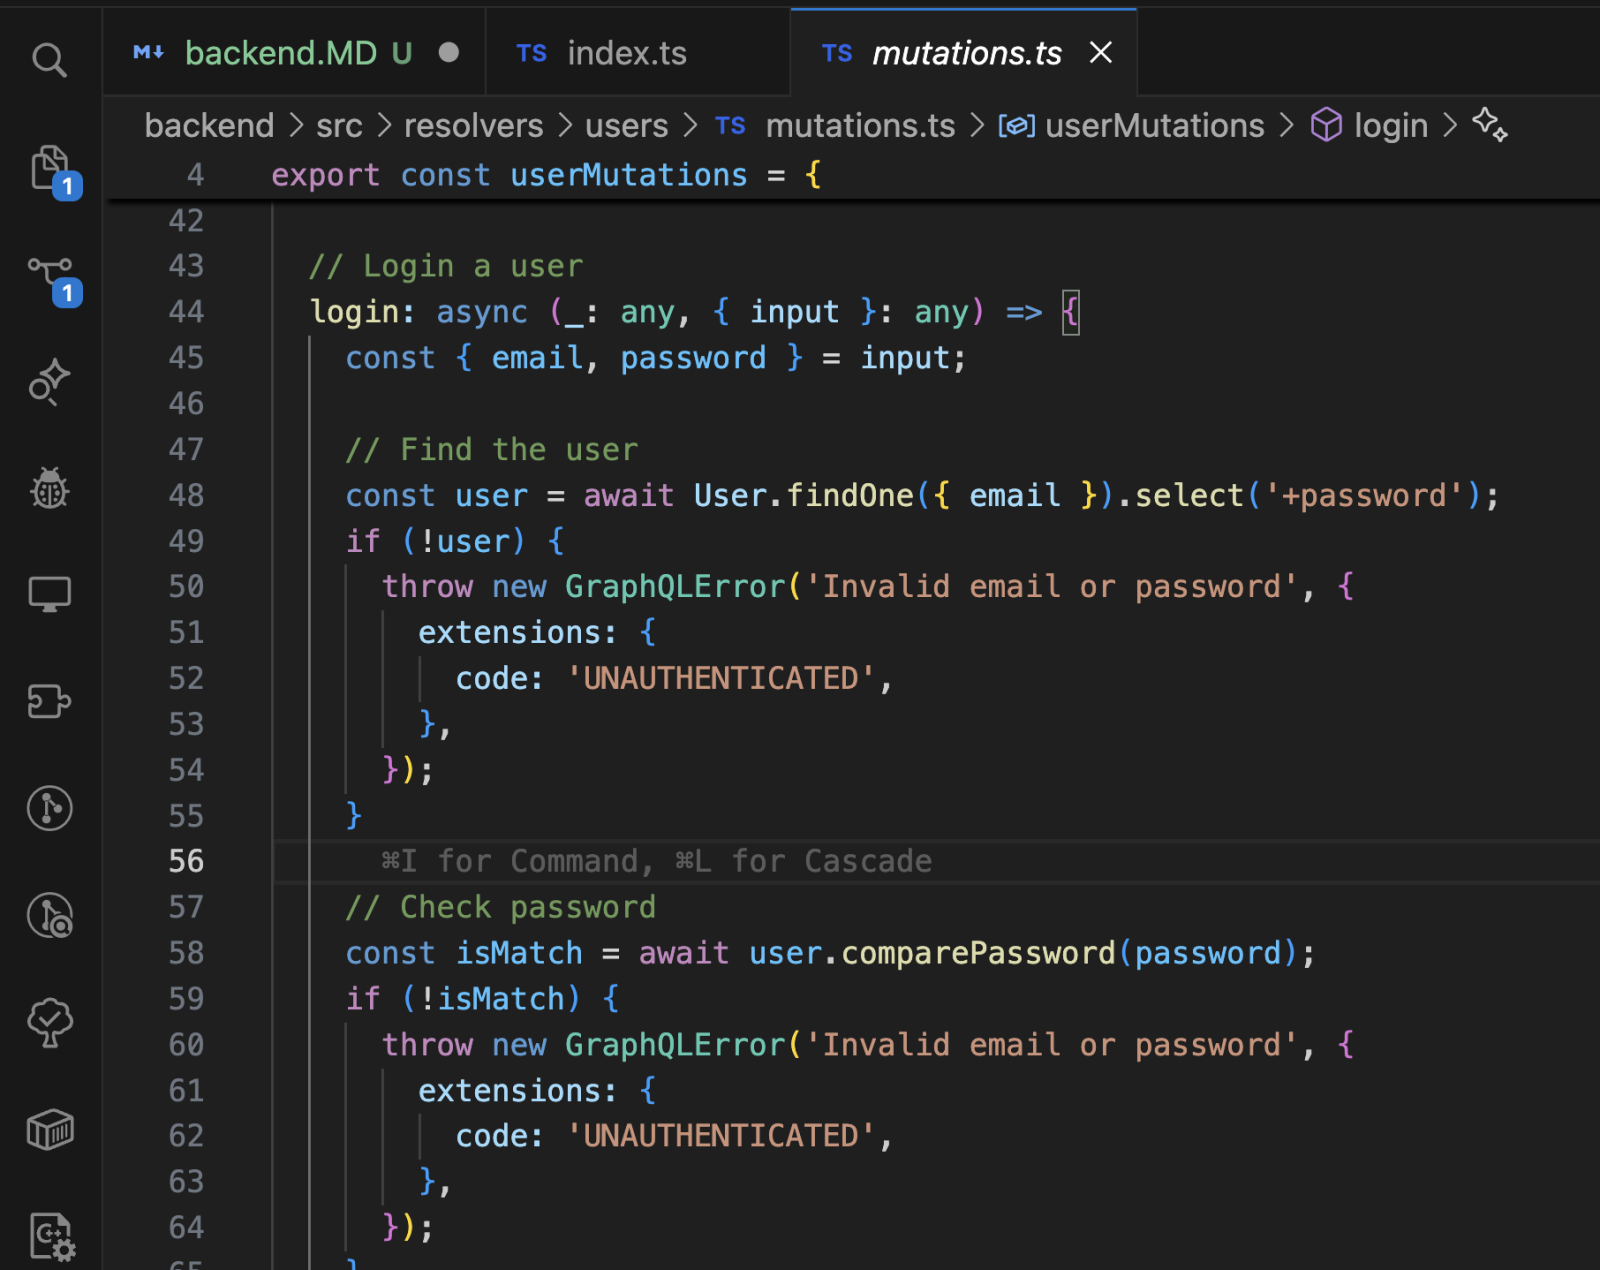 M↓ backend.MD U ● TS index.ts TS mutations.ts ×
backend > src > resolvers > users > TS mutations.ts > userMutations > login >
1
1
C++
4 export const userMutations = {
42
43 // Login a user
44 login: async (_: any, { input }: any) => {
45 const { email, password } = input;
46
47 // Find the user
48 const user = await User.findOne({ email }).select('+password');
49 if (!user) {
50 throw new GraphQLError('Invalid email or password', {
51 extensions: {
52 code: 'UNAUTHENTICATED',
53 },
54 });
55 }
56 ⌘I for Command, ⌘L for Cascade
57 // Check password
58 const isMatch = await user.comparePassword(password);
59 if (!isMatch) {
60 throw new GraphQLError('Invalid email or password', {
61 extensions: {
62 code: 'UNAUTHENTICATED',
63 },
64 });
65 }